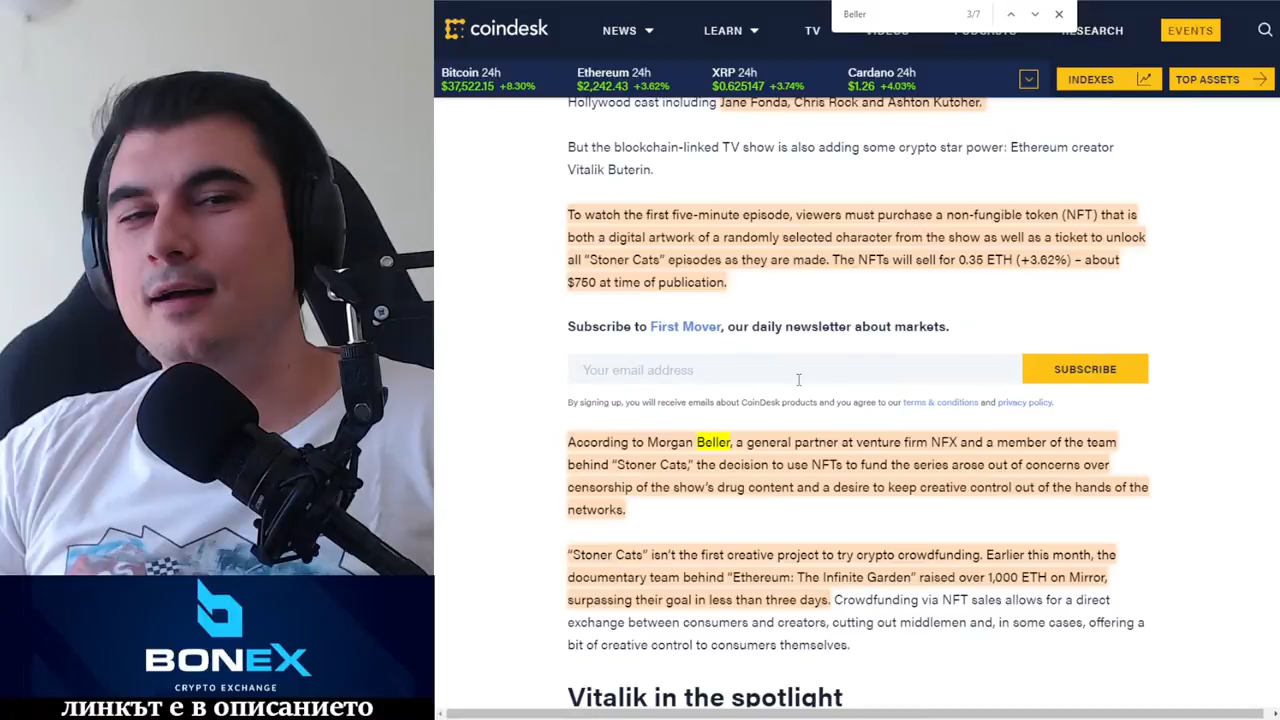 Beller 3/7
coindesk NEWS LEARN TV VIDEOS PODCASTS RESEARCH EVENTS
Bitcoin 24h
$37,522.15 +8.30%
Ethereum 24h
$2,242.43 +3.62%
XRP 24h
$0.625147 +3.74%
Cardano 24h
$1.26 +4.03%
INDEXES
TOP ASSETS
Hollywood cast including Jane Fonda, Chris Rock and Ashton Kutcher.
But the blockchain-linked TV show is also adding some crypto star power: Ethereum creator
Vitalik Buterin.
To watch the first five-minute episode, viewers must purchase a non-fungible token (NFT) that is
both a digital artwork of a randomly selected character from the show as well as a ticket to unlock
all “Stoner Cats” episodes as they are made. The NFTs will sell for 0.35 ETH (+3.62%) – about
$750 at time of publication.
Subscribe to First Mover, our daily newsletter about markets.
Your email address
SUBSCRIBE
By signing up, you will receive emails about CoinDesk products and you agree to our terms & conditions and privacy policy.
According to Morgan Beller, a general partner at venture firm NFX and a member of the team
behind “Stoner Cats,” the decision to use NFTs to fund the series arose out of concerns over
censorship of the show’s drug content and a desire to keep creative control out of the hands of the
networks.
“Stoner Cats” isn’t the first creative project to try crypto crowdfunding. Earlier this month, the
documentary team behind “Ethereum: The Infinite Garden” raised over 1,000 ETH on Mirror,
surpassing their goal in less than three days. Crowdfunding via NFT sales allows for a direct
exchange between consumers and creators, cutting out middlemen and, in some cases, offering a
bit of creative control to consumers themselves.
Vitalik in the spotlight
BONEX
CRYPTO EXCHANGE
линкът е в описанието